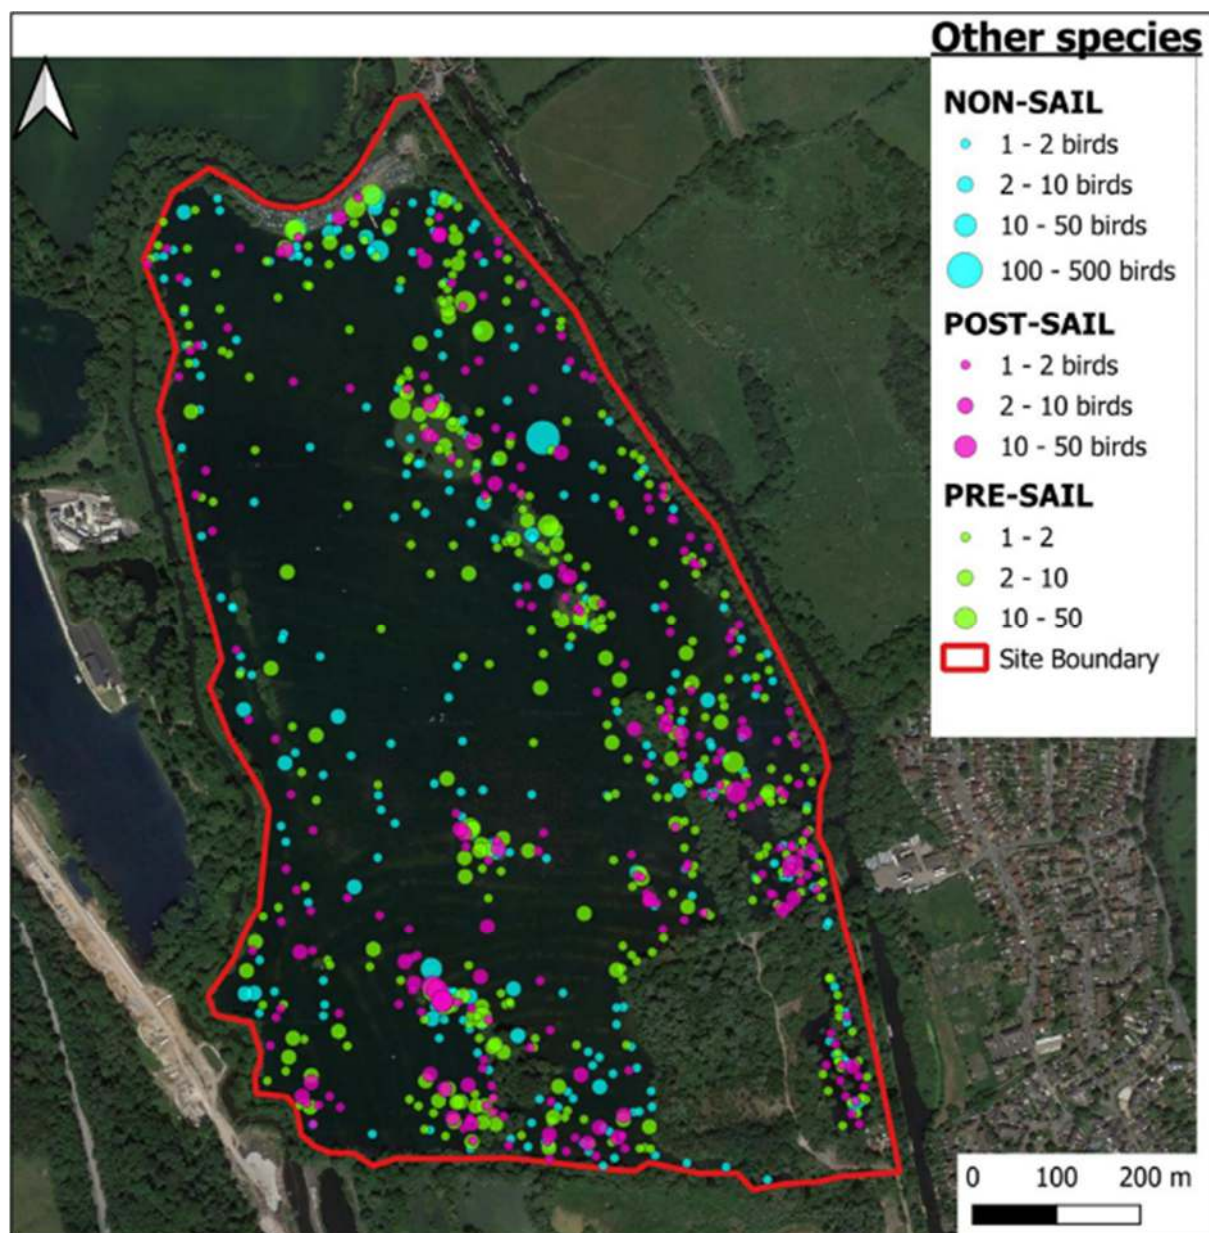 Other species
NON-SAIL
1 - 2 birds
2 - 10 birds
10 - 50 birds
100 - 500 birds
POST-SAIL
1 - 2 birds
2 - 10 birds
10 - 50 birds
PRE-SAIL
1 - 2
2 - 10
10 - 50
Site Boundary
0 100 200 m